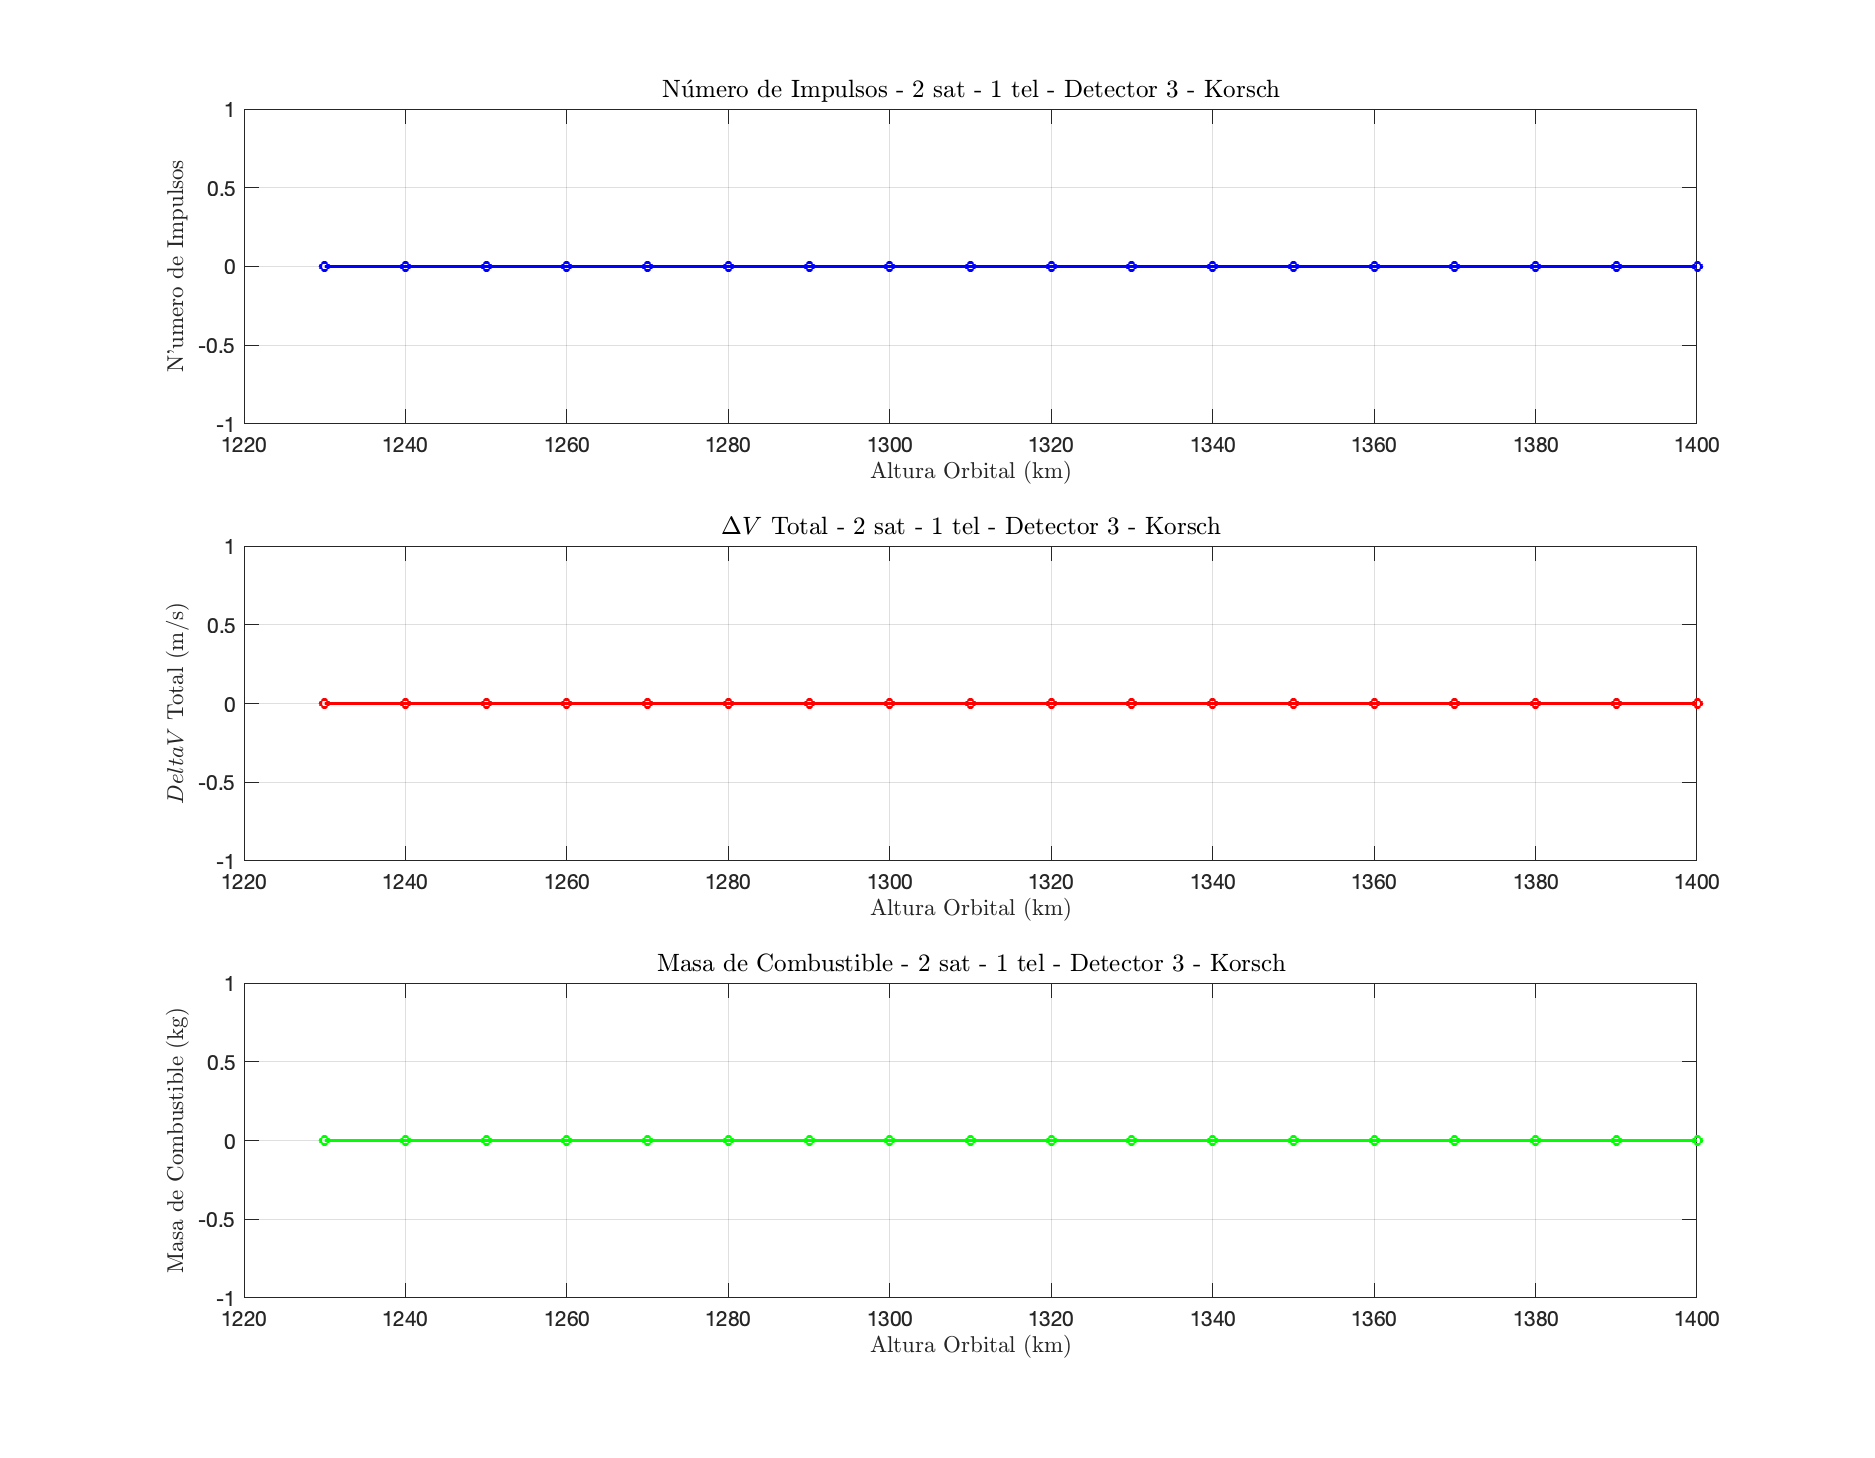 Número de Impulsos - 2 sat - 1 tel - Detector 3 - Korsch
1
0.5
0
-0.5
-1
N'umero de Impulsos
1220 1240 1260 1280 1300 1320 1340 1360 1380 1400
Altura Orbital (km)
ΔV Total - 2 sat - 1 tel - Detector 3 - Korsch
1
0.5
0
-0.5
-1
DeltaV Total (m/s)
1220 1240 1260 1280 1300 1320 1340 1360 1380 1400
Altura Orbital (km)
Masa de Combustible - 2 sat - 1 tel - Detector 3 - Korsch
1
0.5
0
-0.5
-1
Masa de Combustible (kg)
1220 1240 1260 1280 1300 1320 1340 1360 1380 1400
Altura Orbital (km)